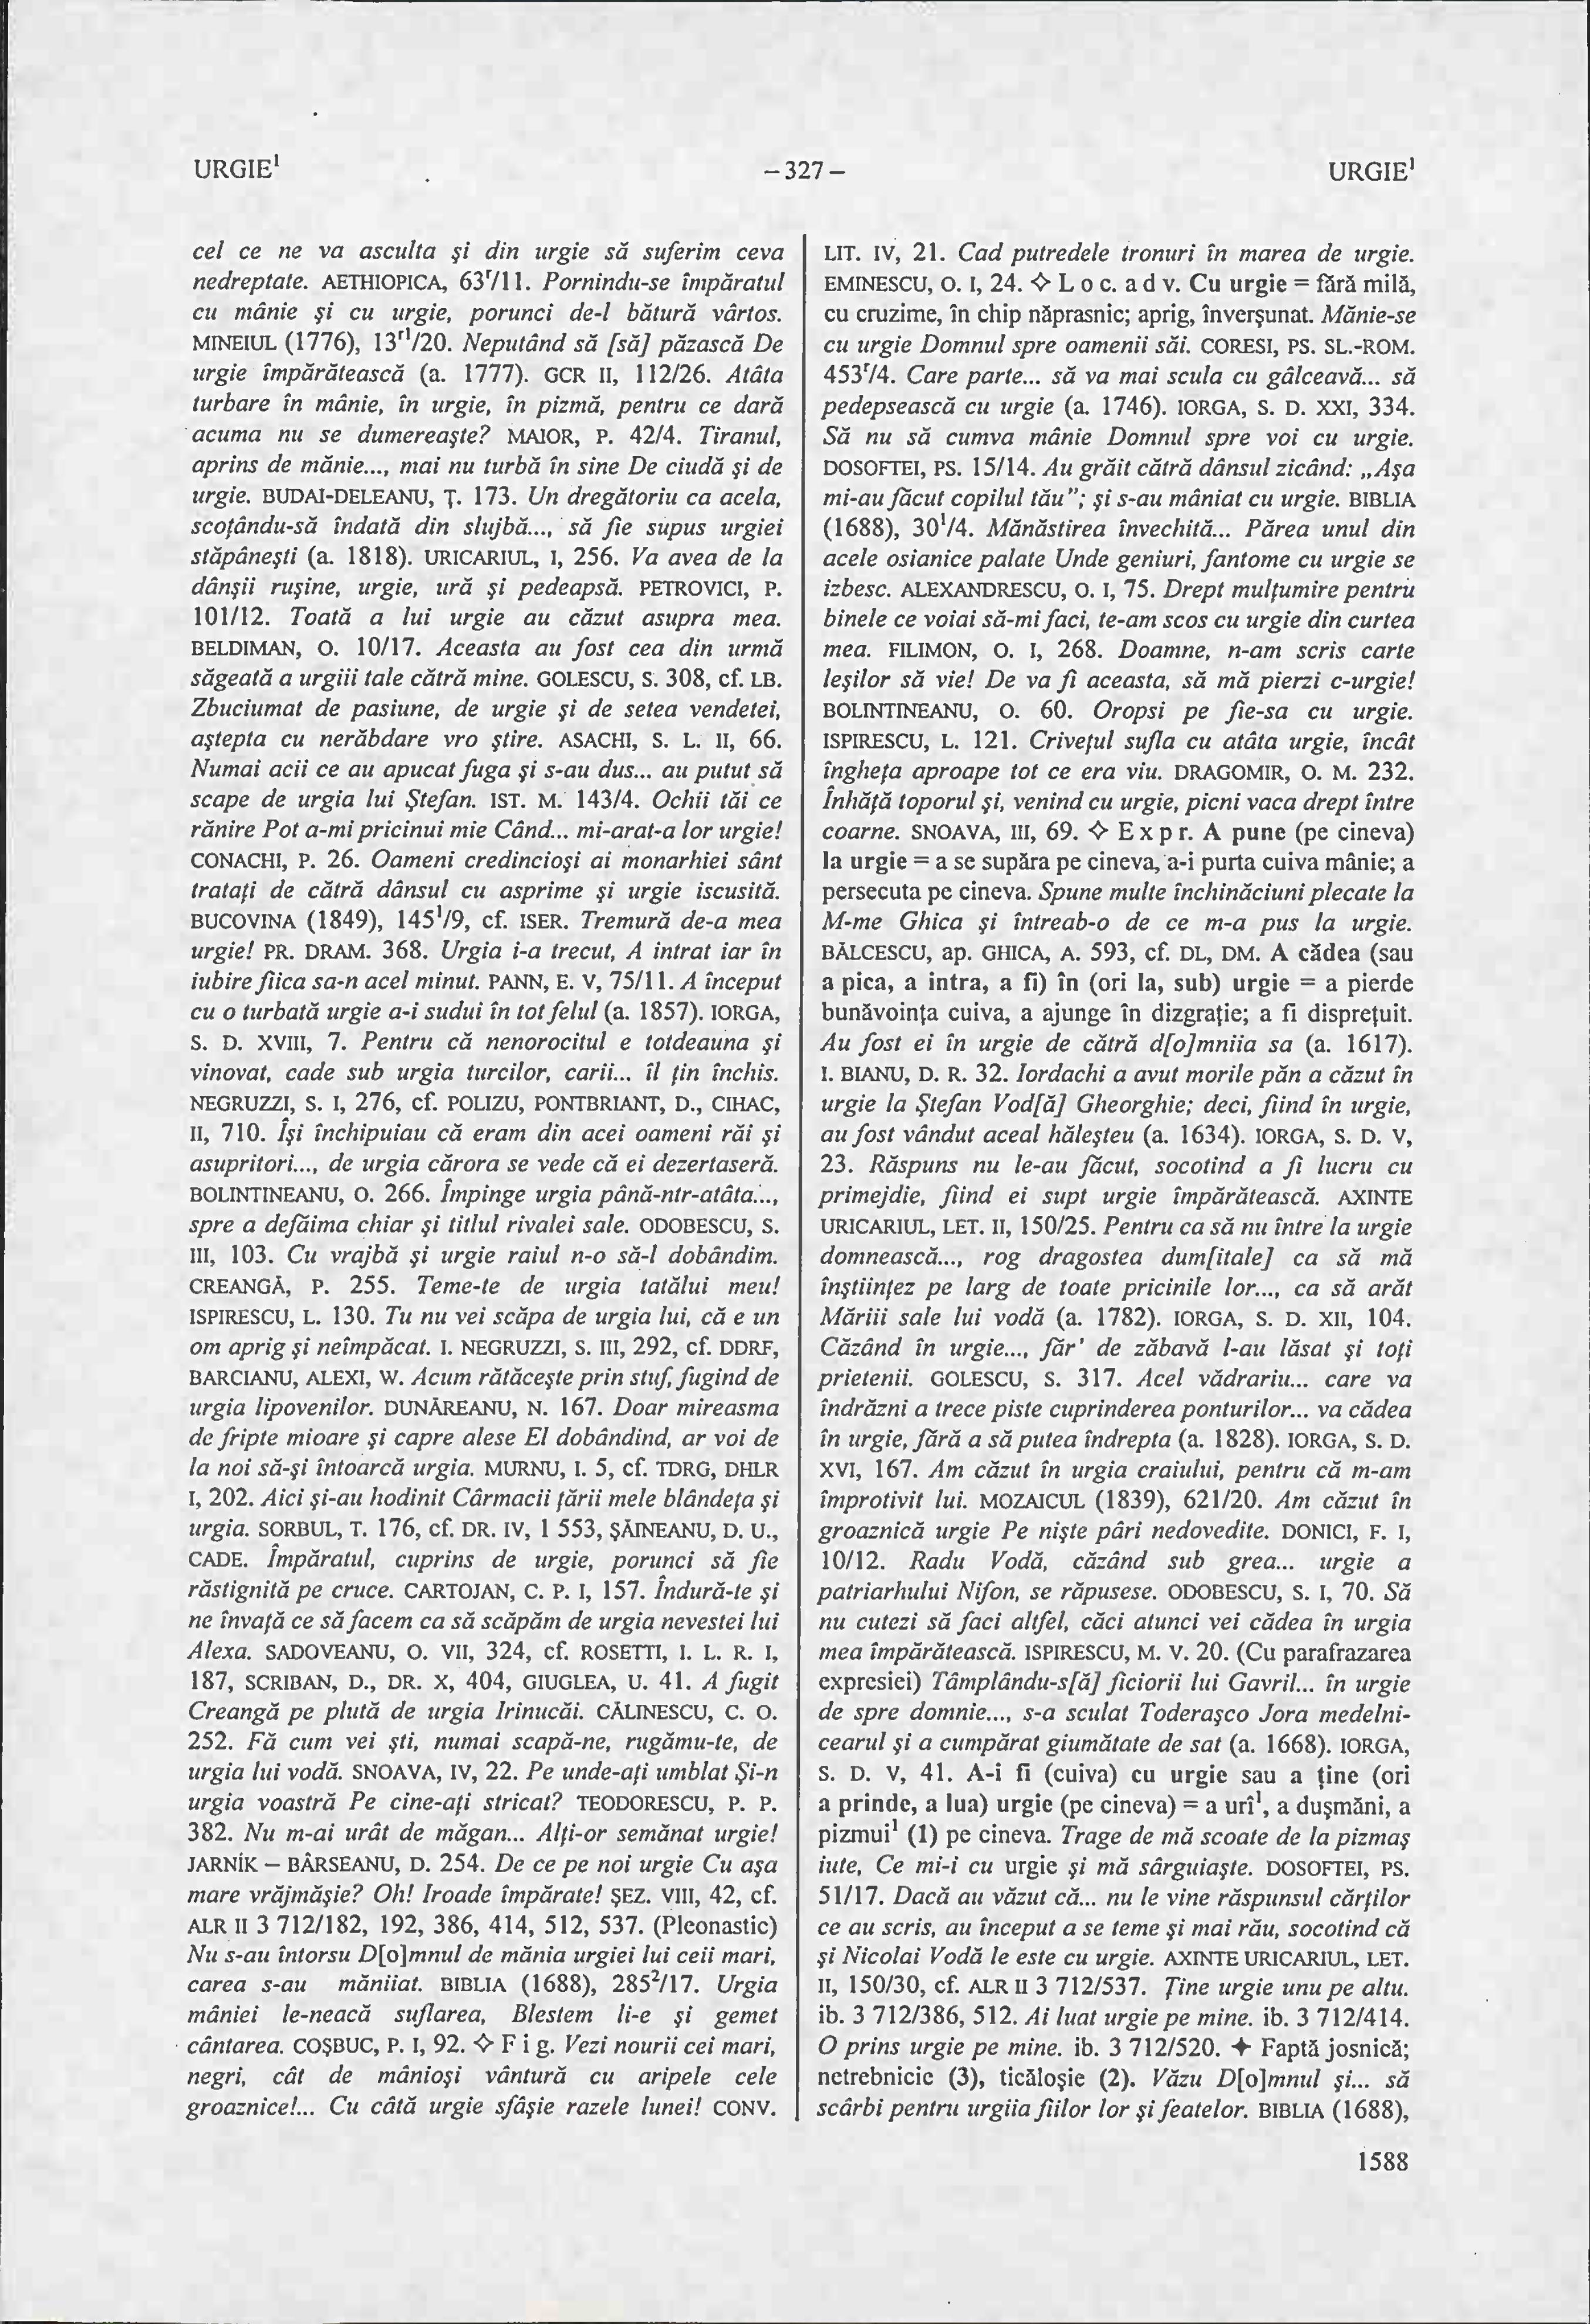 URGIE¹
– 327 –
URGIE¹
cel ce ne va asculta şi din urgie să suferim ceva
nedreptate. AETHIOPICA, 63ʳ/11. Pornindu-se împăratul
cu mânie şi cu urgie, porunci de-l bătură vârtos.
MINEIUL (1776), 13ʳ¹/20. Neputând să [să] păzască De
urgie împărătească (a. 1777). GCR II, 112/26. Atâta
turbare în mânie, în urgie, în pizmă, pentru ce dară
acuma nu se dumereaşte? MAIOR, P. 42/4. Tiranul,
aprins de mănie..., mai nu turbă în sine De ciudă şi de
urgie. BUDAI-DELEANU, Ţ. 173. Un dregătoriu ca acela,
scoţându-să îndată din slujbă..., să fie supus urgiei
stăpâneşti (a. 1818). URICARIUL, I, 256. Va avea de la
dânşii ruşine, urgie, ură şi pedeapsă. PETROVICI, P.
101/12. Toată a lui urgie au căzut asupra mea.
BELDIMAN, O. 10/17. Aceasta au fost cea din urmă
săgeată a urgiii tale cătră mine. GOLESCU, S. 308, cf. LB.
Zbuciumat de pasiune, de urgie şi de setea vendetei,
aştepta cu nerăbdare vro ştire. ASACHI, S. L. II, 66.
Numai acii ce au apucat fuga şi s-au dus... au putut să
scape de urgia lui Ştefan. IST. M. 143/4. Ochii tăi ce
rănire Pot a-mi pricinui mie Când... mi-arat-a lor urgie!
CONACHI, P. 26. Oameni credincioşi ai monarhiei sânt
trataţi de cătră dânsul cu asprime şi urgie iscusită.
BUCOVINA (1849), 145¹/9, cf. ISER. Tremură de-a mea
urgie! PR. DRAM. 368. Urgia i-a trecut, A intrat iar în
iubire fiica sa-n acel minut. PANN, E. V, 75/11. A început
cu o turbată urgie a-i sudui în tot felul (a. 1857). IORGA,
S. D. XVIII, 7. Pentru că nenorocitul e totdeauna şi
vinovat, cade sub urgia turcilor, carii... îl ţin închis.
NEGRUZZI, S. I, 276, cf. POLIZU, PONTBRIANT, D., CIHAC,
II, 710. Îşi închipuiau că eram din acei oameni răi şi
asupritori..., de urgia cărora se vede că ei dezertaseră.
BOLINTINEANU, O. 266. Împinge urgia până-ntr-atâta...,
spre a defăima chiar şi titlul rivalei sale. ODOBESCU, S.
III, 103. Cu vrajbă şi urgie raiul n-o să-l dobândim.
CREANGĂ, P. 255. Teme-te de urgia tatălui meu!
ISPIRESCU, L. 130. Tu nu vei scăpa de urgia lui, că e un
om aprig şi neîmpăcat. I. NEGRUZZI, S. III, 292, cf. DDRF,
BARCIANU, ALEXI, W. Acum rătăceşte prin stuf, fugind de
urgia lipovenilor. DUNĂREANU, N. 167. Doar mireasma
de fripte mioare şi capre alese El dobândind, ar voi de
la noi să-şi întoarcă urgia. MURNU, I. 5, cf. TDRG, DHLR
I, 202. Aici şi-au hodinit Cârmacii ţării mele blândeţa şi
urgia. SORBUL, T. 176, cf. DR. IV, 1 553, ŞĂINEANU, D. U.,
CADE. Împăratul, cuprins de urgie, porunci să fie
răstignită pe cruce. CARTOJAN, C. P. I, 157. Îndură-te şi
ne învaţă ce să facem ca să scăpăm de urgia nevestei lui
Alexa. SADOVEANU, O. VII, 324, cf. ROSETTI, I. L. R. I,
187, SCRIBAN, D., DR. X, 404, GIUGLEA, U. 41. A fugit
Creangă pe plută de urgia Irinucăi. CĂLINESCU, C. O.
252. Fă cum vei şti, numai scapă-ne, rugămu-te, de
urgia lui vodă. SNOAVA, IV, 22. Pe unde-aţi umblat Şi-n
urgia voastră Pe cine-aţi stricat? TEODORESCU, P. P.
382. Nu m-ai urât de măgan... Alţi-or semănat urgie!
JARNÍK – BÂRSEANU, D. 254. De ce pe noi urgie Cu aşa
mare vrăjmăşie? Oh! Iroade împărate! ŞEZ. VIII, 42, cf.
ALR II 3 712/182, 192, 386, 414, 512, 537. (Pleonastic)
Nu s-au întorsu D[o]mnul de mănia urgiei lui ceii mari,
carea s-au măniiat. BIBLIA (1688), 285²/17. Urgia
mâniei le-neacă suflarea, Blestem li-e şi gemet
cântarea. COŞBUC, P. I, 92. ◇ F i g. Vezi nourii cei mari,
negri, cât de mânioşi vântură cu aripele cele
groaznice!... Cu câtă urgie sfâşie razele lunei! CONV.
LIT. IV, 21. Cad putredele tronuri în marea de urgie.
EMINESCU, O. I, 24. ◇ L o c. a d v. Cu urgie = fără milă,
cu cruzime, în chip năprasnic; aprig, înverşunat. Mănie-se
cu urgie Domnul spre oamenii săi. CORESI, PS. SL.-ROM.
453ʳ/4. Care parte... să va mai scula cu gâlceavă... să
pedepsească cu urgie (a. 1746). IORGA, S. D. XXI, 334.
Să nu să cumva mânie Domnul spre voi cu urgie.
DOSOFTEI, PS. 15/14. Au grăit cătră dânsul zicând: „Aşa
mi-au făcut copilul tău”; şi s-au mâniat cu urgie. BIBLIA
(1688), 30¹/4. Mănăstirea învechită... Părea unul din
acele osianice palate Unde geniuri, fantome cu urgie se
izbesc. ALEXANDRESCU, O. I, 75. Drept mulţumire pentru
binele ce voiai să-mi faci, te-am scos cu urgie din curtea
mea. FILIMON, O. I, 268. Doamne, n-am scris carte
leşilor să vie! De va fi aceasta, să mă pierzi c-urgie!
BOLINTINEANU, O. 60. Oropsi pe fie-sa cu urgie.
ISPIRESCU, L. 121. Criveţul sufla cu atâta urgie, încât
îngheţa aproape tot ce era viu. DRAGOMIR, O. M. 232.
Înhăţă toporul şi, venind cu urgie, picni vaca drept între
coarne. SNOAVA, III, 69. ◇ E x p r. A pune (pe cineva)
la urgie = a se supăra pe cineva, a-i purta cuiva mânie; a
persecuta pe cineva. Spune multe închinăciuni plecate la
M-me Ghica şi întreab-o de ce m-a pus la urgie.
BĂLCESCU, ap. GHICA, A. 593, cf. DL, DM. A cădea (sau
a pica, a intra, a fi) în (ori la, sub) urgie = a pierde
bunăvoinţa cuiva, a ajunge în dizgraţie; a fi dispreţuit.
Au fost ei în urgie de cătră d[o]mniia sa (a. 1617).
I. BIANU, D. R. 32. Iordachi a avut morile păn a căzut în
urgie la Ştefan Vod[ă] Gheorghie; deci, fiind în urgie,
au fost vândut aceal hăleşteu (a. 1634). IORGA, S. D. V,
23. Răspuns nu le-au făcut, socotind a fi lucru cu
primejdie, fiind ei supt urgie împărătească. AXINTE
URICARIUL, LET. II, 150/25. Pentru ca să nu între la urgie
domnească..., rog dragostea dum[itale] ca să mă
înştiinţez pe larg de toate pricinile lor..., ca să arăt
Măriii sale lui vodă (a. 1782). IORGA, S. D. XII, 104.
Căzând în urgie..., făr' de zăbavă l-au lăsat şi toţi
prietenii. GOLESCU, S. 317. Acel vădrariu... care va
îndrăzni a trece piste cuprinderea ponturilor... va cădea
în urgie, fără a să putea îndrepta (a. 1828). IORGA, S. D.
XVI, 167. Am căzut în urgia craiului, pentru că m-am
împrotivit lui. MOZAICUL (1839), 621/20. Am căzut în
groaznică urgie Pe nişte pâri nedovedite. DONICI, F. I,
10/12. Radu Vodă, căzând sub grea... urgie a
patriarhului Nifon, se răpusese. ODOBESCU, S. I, 70. Să
nu cutezi să faci altfel, căci atunci vei cădea în urgia
mea împărătească. ISPIRESCU, M. V. 20. (Cu parafrazarea
expresiei) Tâmplându-s[ă] ficiorii lui Gavril... în urgie
de spre domnie..., s-a sculat Toderaşco Jora medelni-
cearul şi a cumpărat giumătate de sat (a. 1668). IORGA,
S. D. V, 41. A-i fi (cuiva) cu urgie sau a ţine (ori
a prinde, a lua) urgie (pe cineva) = a urî¹, a duşmăni, a
pizmui¹ (1) pe cineva. Trage de mă scoate de la pizmaş
iute, Ce mi-i cu urgie şi mă sârguiaşte. DOSOFTEI, PS.
51/17. Dacă au văzut că... nu le vine răspunsul cărţilor
ce au scris, au început a se teme şi mai rău, socotind că
şi Nicolai Vodă le este cu urgie. AXINTE URICARIUL, LET.
II, 150/30, cf. ALR II 3 712/537. Ţine urgie unu pe altu.
ib. 3 712/386, 512. Ai luat urgie pe mine. ib. 3 712/414.
O prins urgie pe mine. ib. 3 712/520. ✦ Faptă josnică;
netrebnicie (3), ticăloşie (2). Văzu D[o]mnul şi... să
scârbi pentru urgiia fiilor lor şi featelor. BIBLIA (1688),
1588